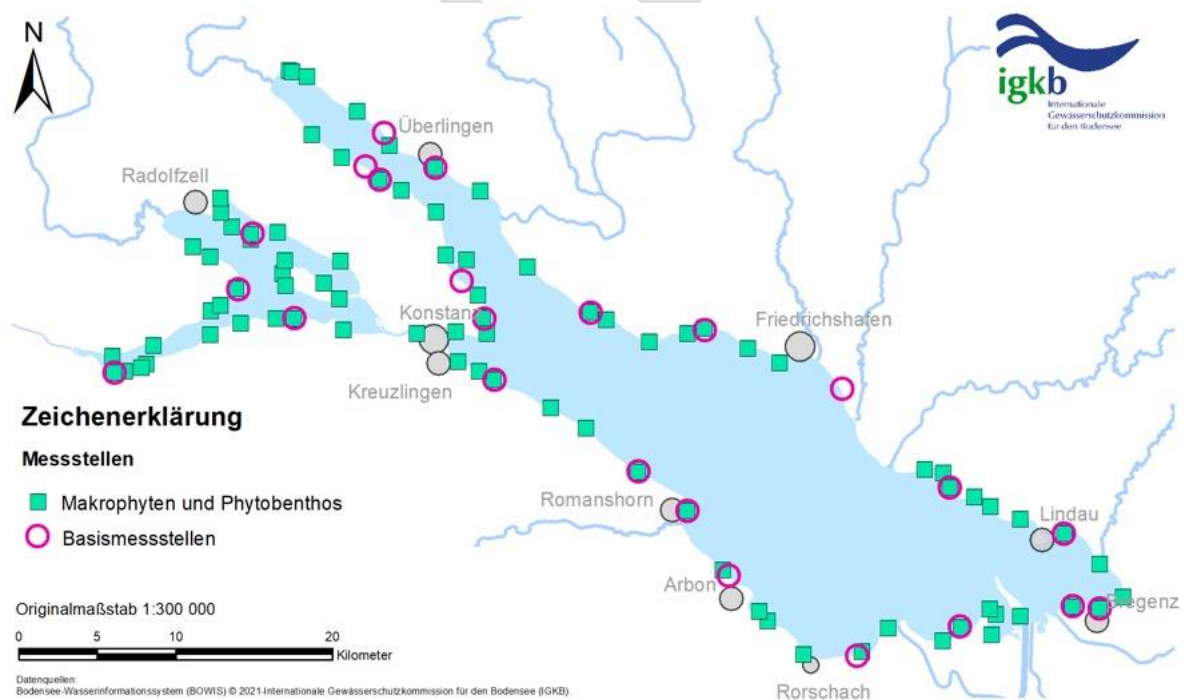 N
igkb
Internationale
Gewässerschutzkommission
für den Bodensee
Überlingen
Radolfzell
Konstanz
Friedrichshafen
Kreuzlingen
Zeichenerklärung
Messstellen
Makrophyten und Phytobenthos
Basismessstellen
Romanshorn
Lindau
Arbon
Bregenz
Rorschach
Originalmaßstab 1:300 000
0 5 10 20
Kilometer
Datenquellen:
Bodensee-Wasserinformationssystem (BOWIS) © 2021-Internationale Gewässerschutzkommission für den Bodensee (IGKB).